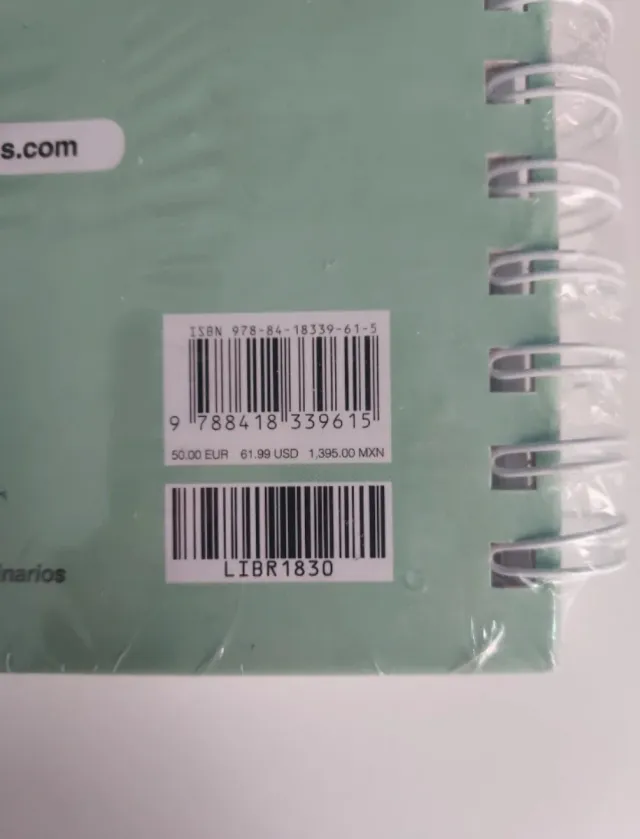 s.com
ISBN 978-84-18339-61-5
9 788418 339615
50.00 EUR 61.99 USD 1,395.00 MXN
LIBR1830
inarios